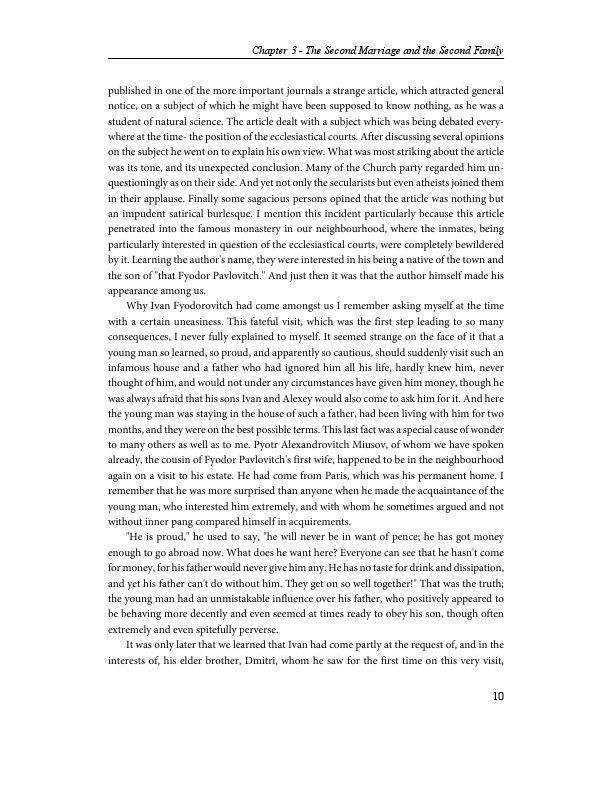 Chapter 3 - The Second Marriage and the Second Family
published in one of the more important journals a strange article, which attracted general
notice, on a subject of which he might have been supposed to know nothing, as he was a
student of natural science. The article dealt with a subject which was being debated every-
where at the time- the position of the ecclesiastical courts. After discussing several opinions
on the subject he went on to explain his own view. What was most striking about the article
was its tone, and its unexpected conclusion. Many of the Church party regarded him un-
questioningly as on their side. And yet not only the secularists but even atheists joined them
in their applause. Finally some sagacious persons opined that the article was nothing but
an impudent satirical burlesque. I mention this incident particularly because this article
penetrated into the famous monastery in our neighbourhood, where the inmates, being
particularly interested in question of the ecclesiastical courts, were completely bewildered
by it. Learning the author's name, they were interested in his being a native of the town and
the son of "that Fyodor Pavlovitch." And just then it was that the author himself made his
appearance among us.
Why Ivan Fyodorovitch had come amongst us I remember asking myself at the time
with a certain uneasiness. This fateful visit, which was the first step leading to so many
consequences, I never fully explained to myself. It seemed strange on the face of it that a
young man so learned, so proud, and apparently so cautious, should suddenly visit such an
infamous house and a father who had ignored him all his life, hardly knew him, never
thought of him, and would not under any circumstances have given him money, though he
was always afraid that his sons Ivan and Alexey would also come to ask him for it. And here
the young man was staying in the house of such a father, had been living with him for two
months, and they were on the best possible terms. This last fact was a special cause of wonder
to many others as well as to me. Pyotr Alexandrovitch Miusov, of whom we have spoken
already, the cousin of Fyodor Pavlovitch's first wife, happened to be in the neighbourhood
again on a visit to his estate. He had come from Paris, which was his permanent home. I
remember that he was more surprised than anyone when he made the acquaintance of the
young man, who interested him extremely, and with whom he sometimes argued and not
without inner pang compared himself in acquirements.
"He is proud," he used to say, "he will never be in want of pence; he has got money
enough to go abroad now. What does he want here? Everyone can see that he hasn't come
for money, for his father would never give him any. He has no taste for drink and dissipation,
and yet his father can't do without him. They get on so well together!" That was the truth;
the young man had an unmistakable influence over his father, who positively appeared to
be behaving more decently and even seemed at times ready to obey his son, though often
extremely and even spitefully perverse.
It was only later that we learned that Ivan had come partly at the request of, and in the
interests of, his elder brother, Dmitri, whom he saw for the first time on this very visit,
10